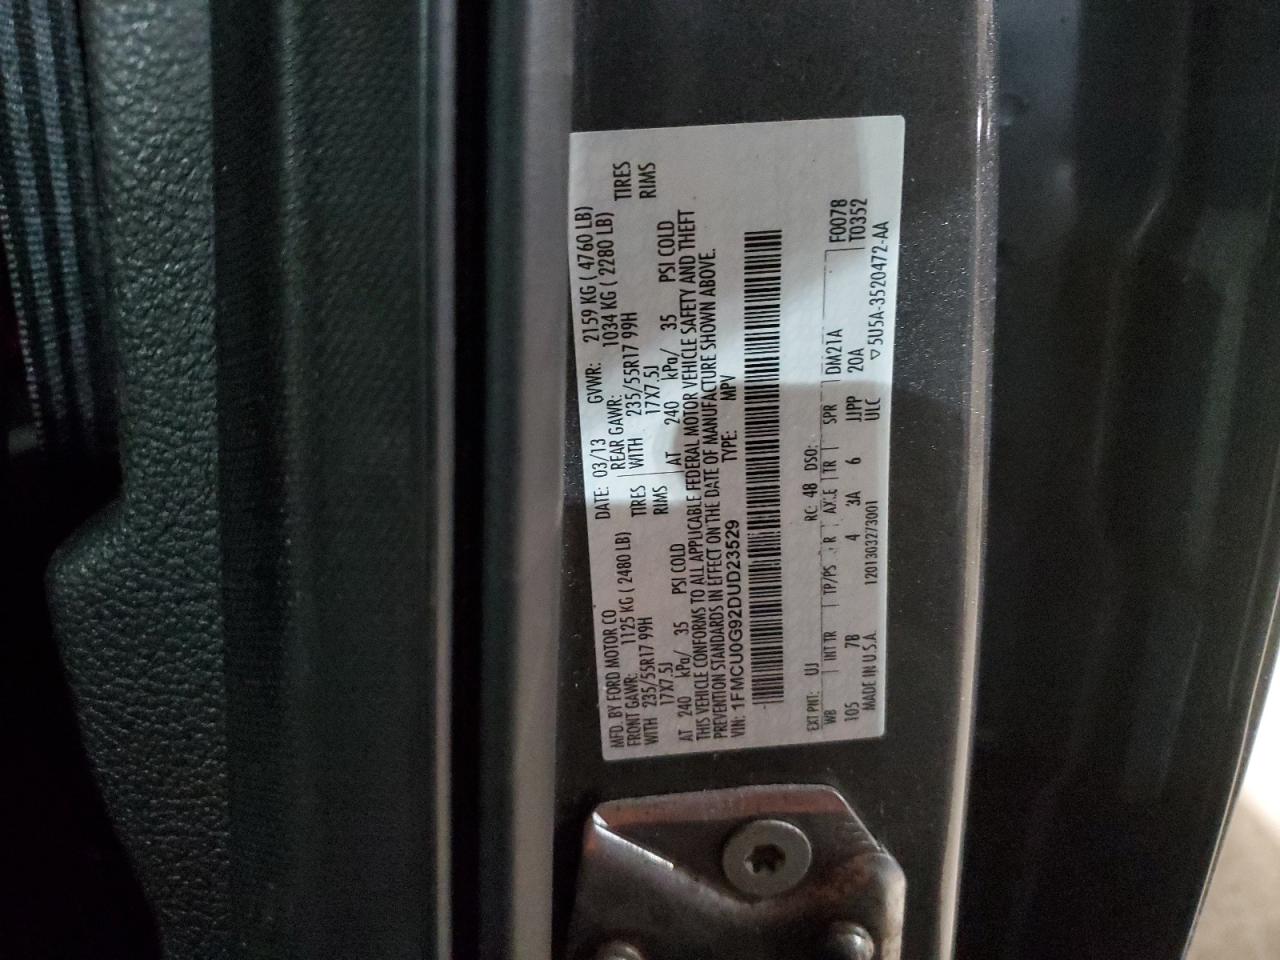 MFD. BY FORD MOTOR CO DATE: 03/13 GVWR: 2159 KG ( 4760 LB)
FRONT GAWR: 1125 KG ( 2480 LB) REAR GAWR: 1034 KG ( 2280 LB)
WITH 235/55R17 99H TIRES WITH 235/55R17 99H TIRES
17X7.5J RIMS 17X7.5J RIMS
AT 240 kPa/ 35 PSI COLD AT 240 kPa/ 35 PSI COLD
THIS VEHICLE CONFORMS TO ALL APPLICABLE FEDERAL MOTOR VEHICLE SAFETY AND THEFT
PREVENTION STANDARDS IN EFFECT ON THE DATE OF MANUFACTURE SHOWN ABOVE.
VIN: 1FMCU0G92DUD23529 TYPE: MPV
EXT PNT: UJ RC: 48 DSO: F0078
WB INT TR TP/PS R AXLE TR SPR DM21A T0352
105 7B 4 3A 6 JJPP 20A
MADE IN U.S.A. 1201303273001 ULC ▽5U5A-3520472-AA